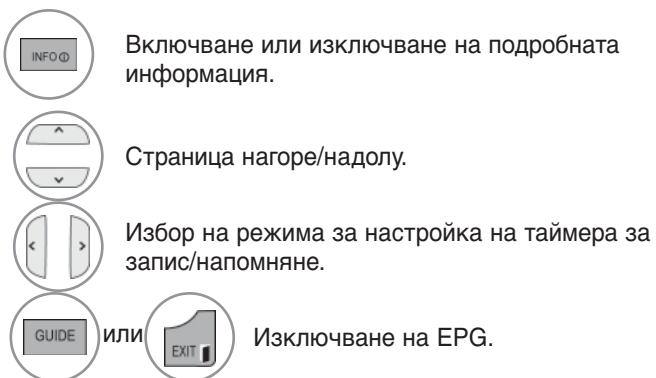 INFO ⓘ Включване или изключване на подробната
информация.
Страница нагоре/надолу.
Избор на режима за настройка на таймера за
запис/напомняне.
GUIDE или EXIT Изключване на EPG.